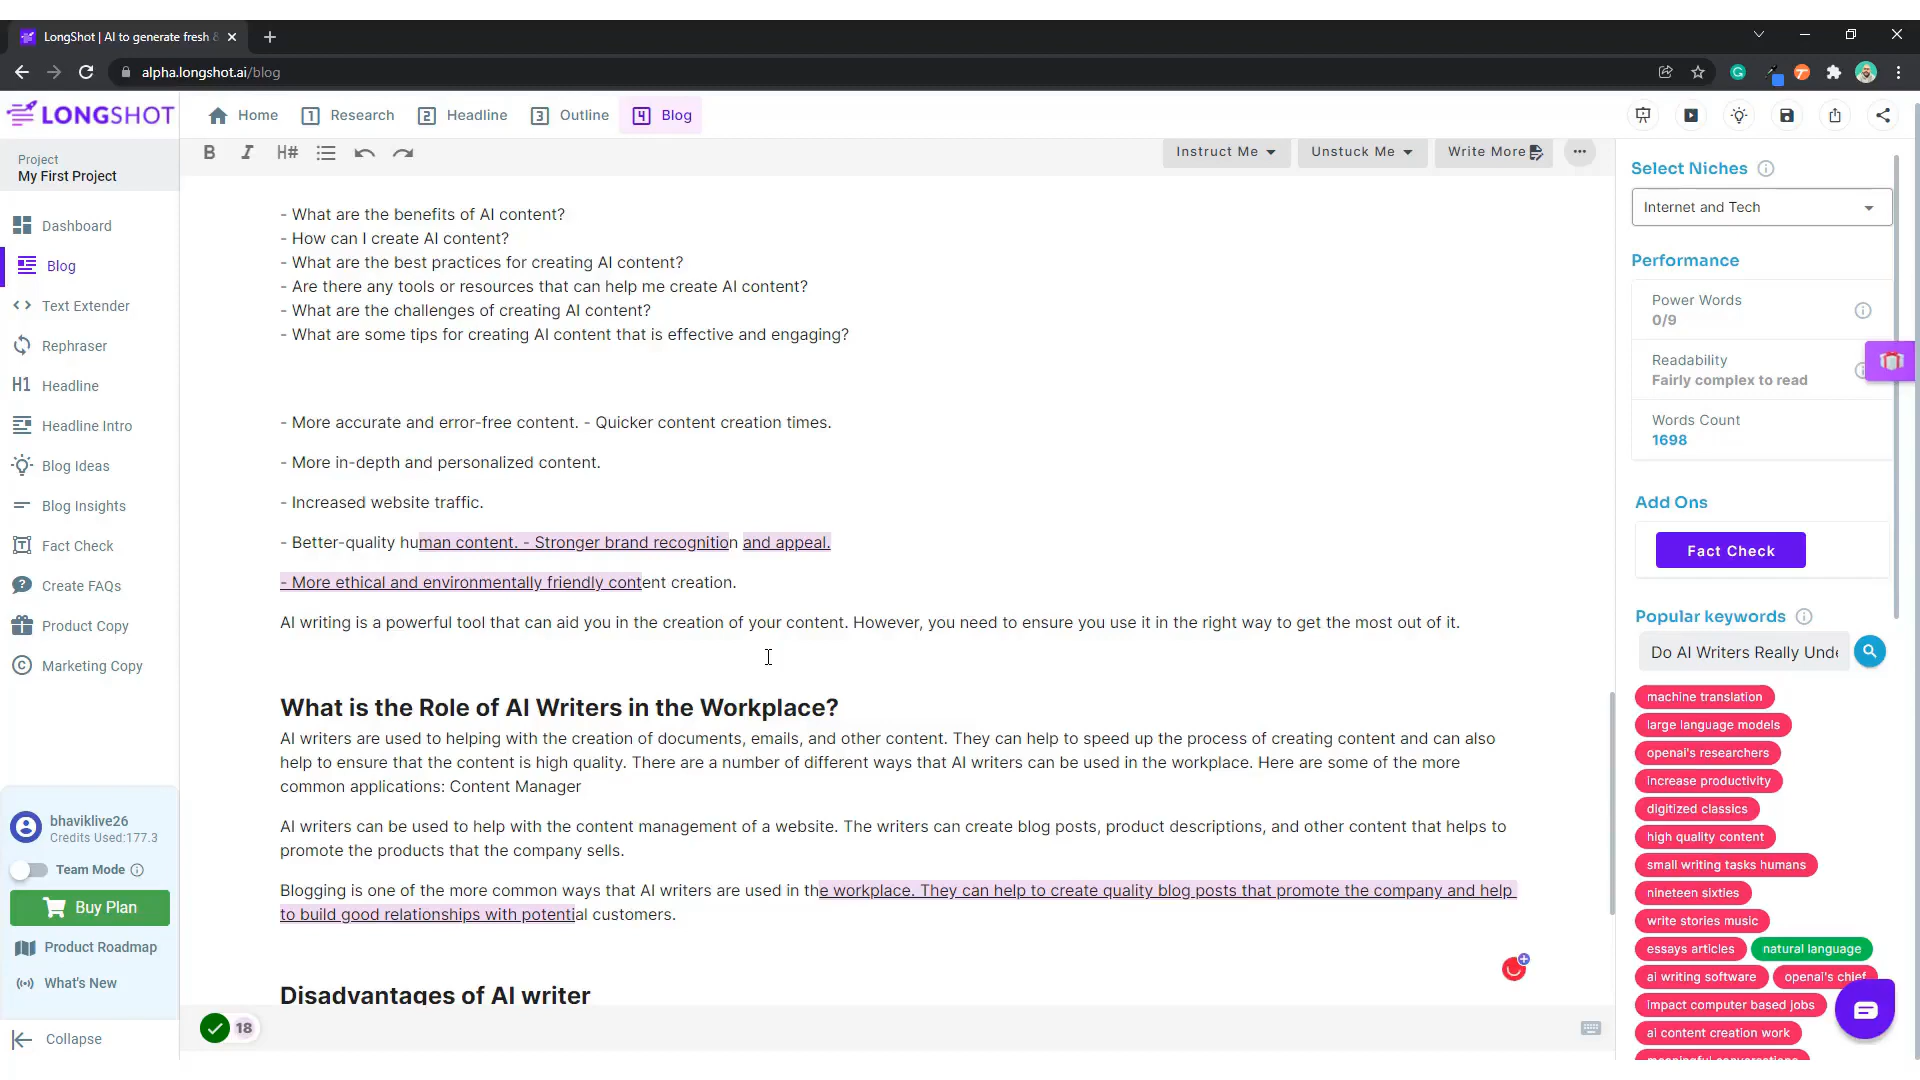 LongShot | AI to generate fresh &
alpha.longshot.ai/blog
LONGSHOT
Home
1 Research
2 Headline
3 Outline
4 Blog
Project
My First Project
B I H#
Instruct Me
Unstuck Me
Write More
Dashboard
Blog
Text Extender
Rephraser
H1 Headline
Headline Intro
Blog Ideas
Blog Insights
Fact Check
Create FAQs
Product Copy
Marketing Copy
bhaviklive26
Credits Used:177.3
Team Mode
Buy Plan
Product Roadmap
What's New
Collapse
- What are the benefits of AI content?
- How can I create AI content?
- What are the best practices for creating AI content?
- Are there any tools or resources that can help me create AI content?
- What are the challenges of creating AI content?
- What are some tips for creating AI content that is effective and engaging?
- More accurate and error-free content. - Quicker content creation times.
- More in-depth and personalized content.
- Increased website traffic.
- Better-quality human content. - Stronger brand recognition and appeal.
- More ethical and environmentally friendly content creation.
AI writing is a powerful tool that can aid you in the creation of your content. However, you need to ensure you use it in the right way to get the most out of it.
What is the Role of AI Writers in the Workplace?
AI writers are used to helping with the creation of documents, emails, and other content. They can help to speed up the process of creating content and can also
help to ensure that the content is high quality. There are a number of different ways that AI writers can be used in the workplace. Here are some of the more
common applications: Content Manager
AI writers can be used to help with the content management of a website. The writers can create blog posts, product descriptions, and other content that helps to
promote the products that the company sells.
Blogging is one of the more common ways that AI writers are used in the workplace. They can help to create quality blog posts that promote the company and help
to build good relationships with potential customers.
Disadvantages of AI writer
18
Select Niches
Internet and Tech
Performance
Power Words
0/9
Readability
Fairly complex to read
Words Count
1698
Add Ons
Fact Check
Popular keywords
Do AI Writers Really Unde
machine translation
large language models
openai's researchers
increase productivity
digitized classics
high quality content
small writing tasks humans
nineteen sixties
write stories music
essays articles natural language
ai writing software openai's chief
impact computer based jobs
ai content creation work
meaningful conversations